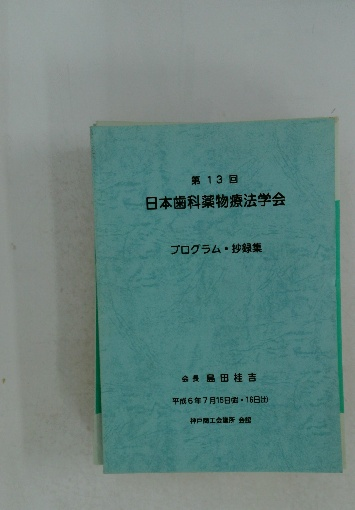 第 13 回
日本歯科薬物療法学会
プログラム・抄録集
会長 島田桂吉
平成6年7月15日㈮・16日㈯
神戸商工会議所 会館